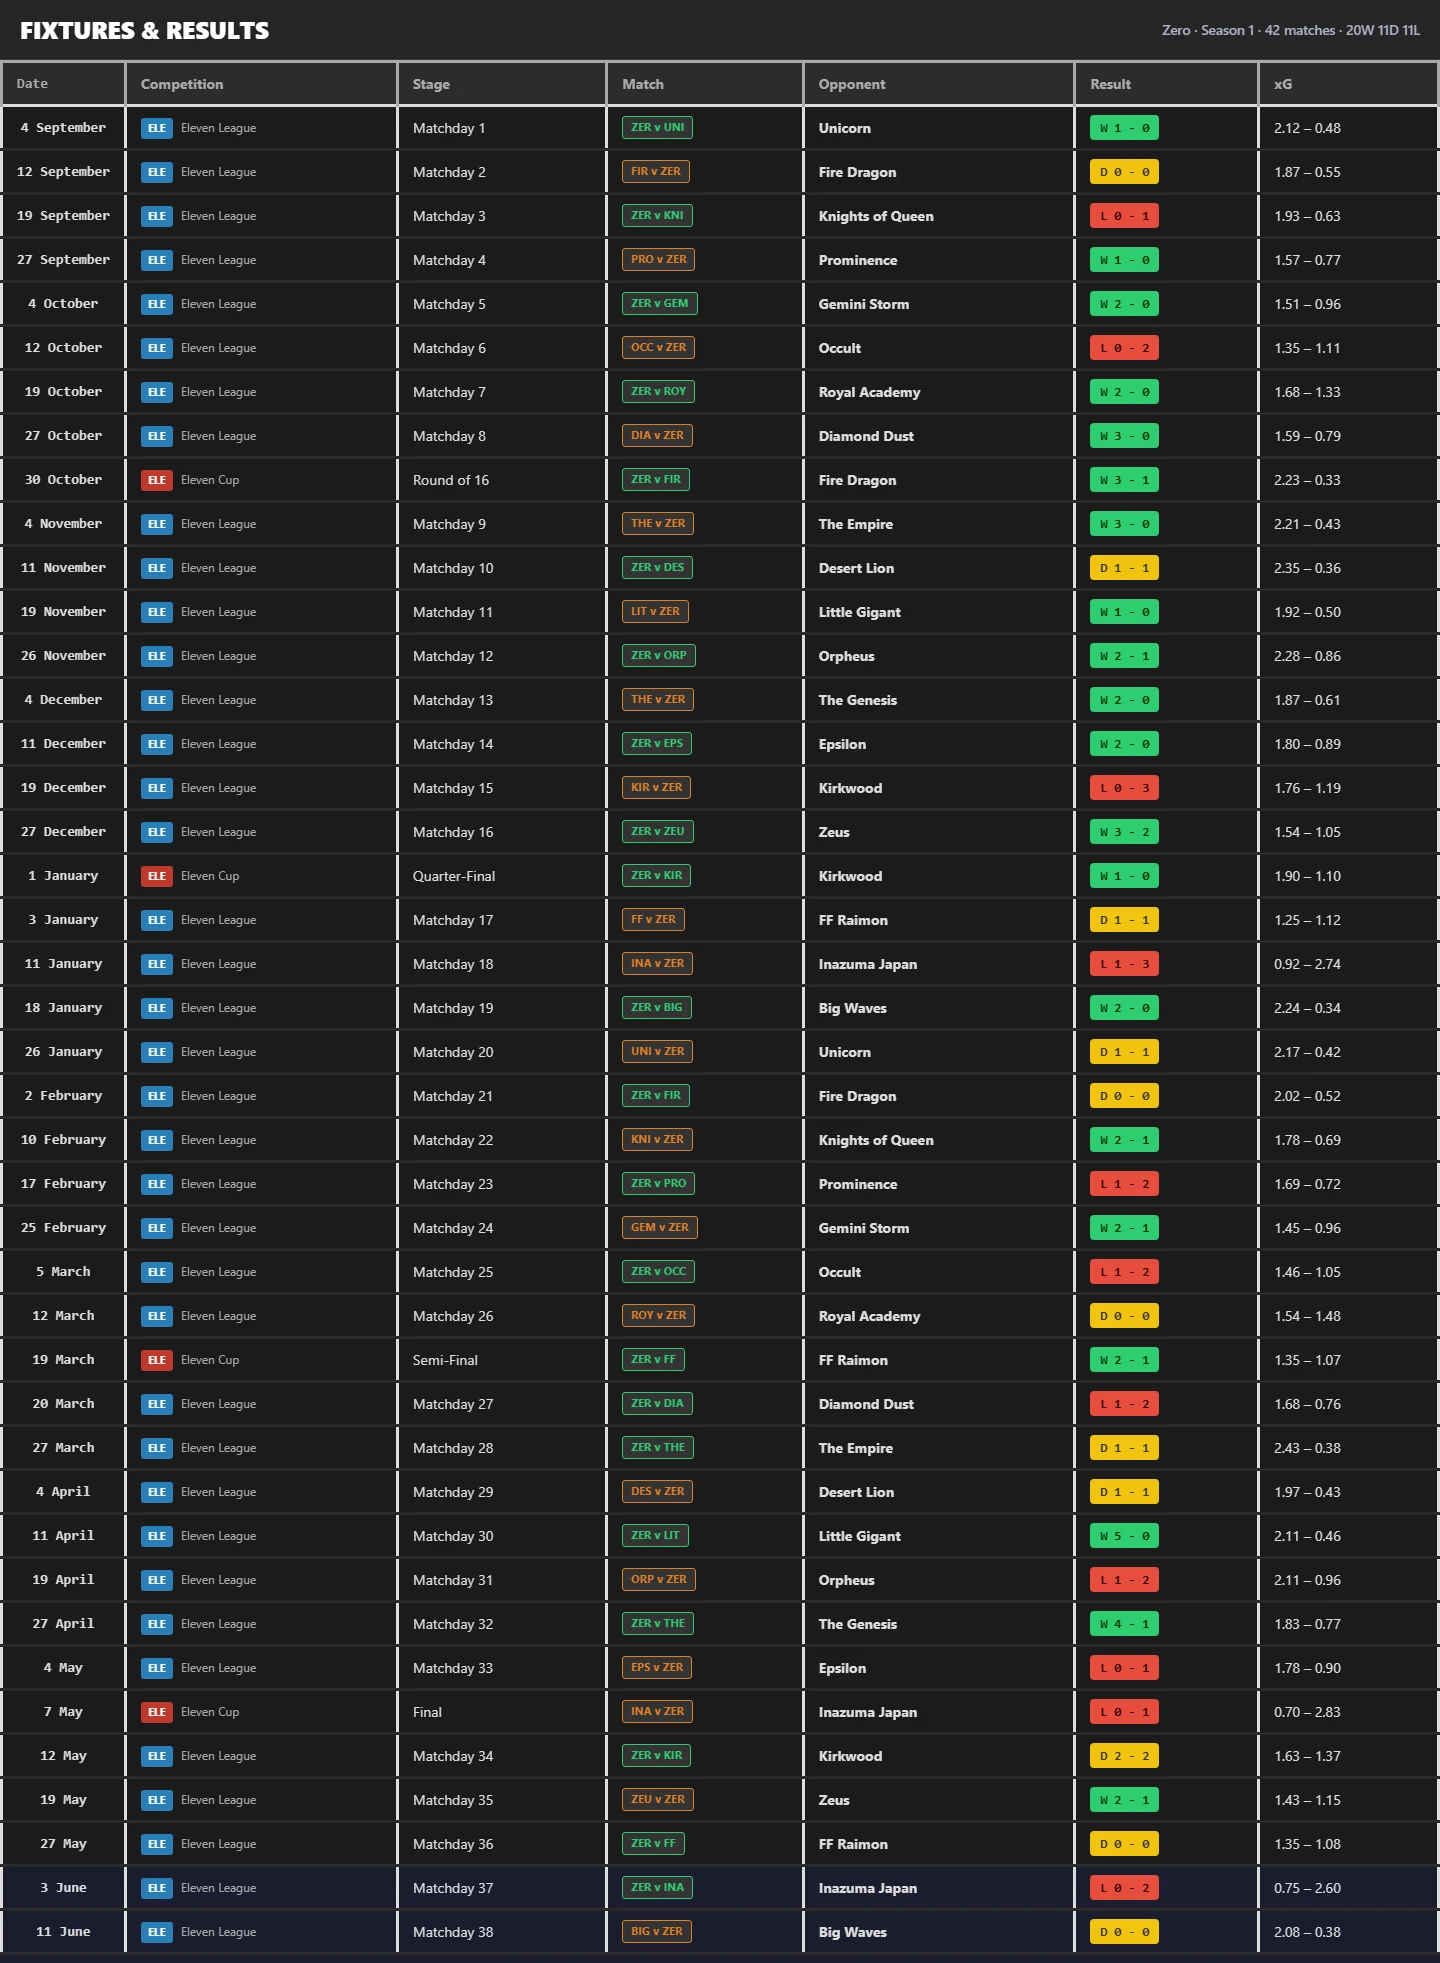 FIXTURES & RESULTS
Zero · Season 1 · 42 matches · 20W 11D 11L
Date Competition Stage Match Opponent Result xG
4 September ELE Eleven League Matchday 1 ZER v UNI Unicorn W 1 - 0 2.12 – 0.48
12 September ELE Eleven League Matchday 2 FIR v ZER Fire Dragon D 0 - 0 1.87 – 0.55
19 September ELE Eleven League Matchday 3 ZER v KNI Knights of Queen L 0 - 1 1.93 – 0.63
27 September ELE Eleven League Matchday 4 PRO v ZER Prominence W 1 - 0 1.57 – 0.77
4 October ELE Eleven League Matchday 5 ZER v GEM Gemini Storm W 2 - 0 1.51 – 0.96
12 October ELE Eleven League Matchday 6 OCC v ZER Occult L 0 - 2 1.35 – 1.11
19 October ELE Eleven League Matchday 7 ZER v ROY Royal Academy W 2 - 0 1.68 – 1.33
27 October ELE Eleven League Matchday 8 DIA v ZER Diamond Dust W 3 - 0 1.59 – 0.79
30 October ELE Eleven Cup Round of 16 ZER v FIR Fire Dragon W 3 - 1 2.23 – 0.33
4 November ELE Eleven League Matchday 9 THE v ZER The Empire W 3 - 0 2.21 – 0.43
11 November ELE Eleven League Matchday 10 ZER v DES Desert Lion D 1 - 1 2.35 – 0.36
19 November ELE Eleven League Matchday 11 LIT v ZER Little Gigant W 1 - 0 1.92 – 0.50
26 November ELE Eleven League Matchday 12 ZER v ORP Orpheus W 2 - 1 2.28 – 0.86
4 December ELE Eleven League Matchday 13 THE v ZER The Genesis W 2 - 0 1.87 – 0.61
11 December ELE Eleven League Matchday 14 ZER v EPS Epsilon W 2 - 0 1.80 – 0.89
19 December ELE Eleven League Matchday 15 KIR v ZER Kirkwood L 0 - 3 1.76 – 1.19
27 December ELE Eleven League Matchday 16 ZER v ZEU Zeus W 3 - 2 1.54 – 1.05
1 January ELE Eleven Cup Quarter-Final ZER v KIR Kirkwood W 1 - 0 1.90 – 1.10
3 January ELE Eleven League Matchday 17 FF v ZER FF Raimon D 1 - 1 1.25 – 1.12
11 January ELE Eleven League Matchday 18 INA v ZER Inazuma Japan L 1 - 3 0.92 – 2.74
18 January ELE Eleven League Matchday 19 ZER v BIG Big Waves W 2 - 0 2.24 – 0.34
26 January ELE Eleven League Matchday 20 UNI v ZER Unicorn D 1 - 1 2.17 – 0.42
2 February ELE Eleven League Matchday 21 ZER v FIR Fire Dragon D 0 - 0 2.02 – 0.52
10 February ELE Eleven League Matchday 22 KNI v ZER Knights of Queen W 2 - 1 1.78 – 0.69
17 February ELE Eleven League Matchday 23 ZER v PRO Prominence L 1 - 2 1.69 – 0.72
25 February ELE Eleven League Matchday 24 GEM v ZER Gemini Storm W 2 - 1 1.45 – 0.96
5 March ELE Eleven League Matchday 25 ZER v OCC Occult L 1 - 2 1.46 – 1.05
12 March ELE Eleven League Matchday 26 ROY v ZER Royal Academy D 0 - 0 1.54 – 1.48
19 March ELE Eleven Cup Semi-Final ZER v FF FF Raimon W 2 - 1 1.35 – 1.07
20 March ELE Eleven League Matchday 27 ZER v DIA Diamond Dust L 1 - 2 1.68 – 0.76
27 March ELE Eleven League Matchday 28 ZER v THE The Empire D 1 - 1 2.43 – 0.38
4 April ELE Eleven League Matchday 29 DES v ZER Desert Lion D 1 - 1 1.97 – 0.43
11 April ELE Eleven League Matchday 30 ZER v LIT Little Gigant W 5 - 0 2.11 – 0.46
19 April ELE Eleven League Matchday 31 ORP v ZER Orpheus L 1 - 2 2.11 – 0.96
27 April ELE Eleven League Matchday 32 ZER v THE The Genesis W 4 - 1 1.83 – 0.77
4 May ELE Eleven League Matchday 33 EPS v ZER Epsilon L 0 - 1 1.78 – 0.90
7 May ELE Eleven Cup Final INA v ZER Inazuma Japan L 0 - 1 0.70 – 2.83
12 May ELE Eleven League Matchday 34 ZER v KIR Kirkwood D 2 - 2 1.63 – 1.37
19 May ELE Eleven League Matchday 35 ZEU v ZER Zeus W 2 - 1 1.43 – 1.15
27 May ELE Eleven League Matchday 36 ZER v FF FF Raimon D 0 - 0 1.35 – 1.08
3 June ELE Eleven League Matchday 37 ZER v INA Inazuma Japan L 0 - 2 0.75 – 2.60
11 June ELE Eleven League Matchday 38 BIG v ZER Big Waves D 0 - 0 2.08 – 0.38